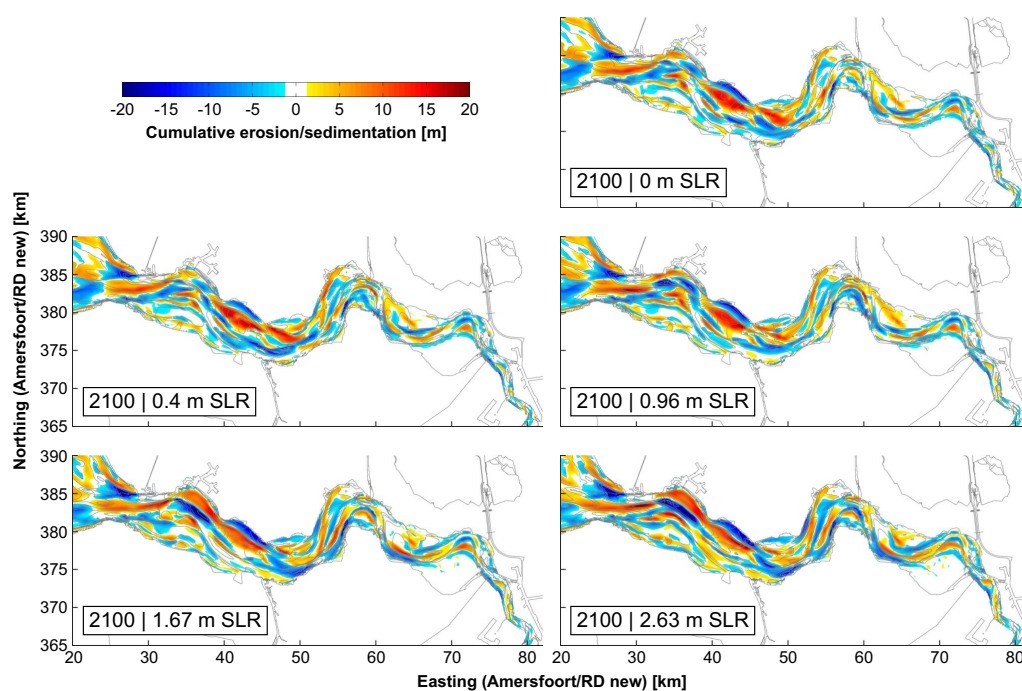 -20 -15 -10 -5 0 5 10 15 20
Cumulative erosion/sedimentation [m]
2100 | 0 m SLR
Northing (Amersfoort/RD new) [km]
390
385
380
375
370
365
2100 | 0.4 m SLR
2100 | 0.96 m SLR
390
385
380
375
370
365
2100 | 1.67 m SLR
2100 | 2.63 m SLR
20 30 40 50 60 70 80 20 30 40 50 60 70 80
Easting (Amersfoort/RD new) [km]